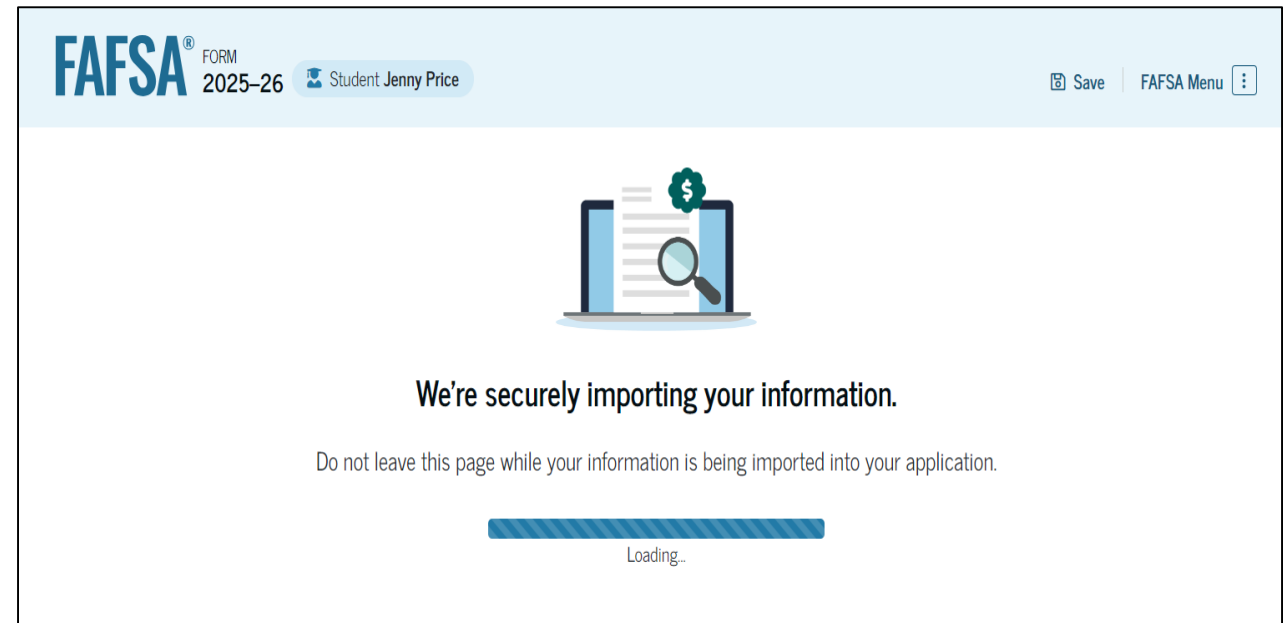 FAFSA® FORM
2025–26
Student Jenny Price
Save
FAFSA Menu
$
We're securely importing your information.
Do not leave this page while your information is being imported into your application.
Loading...